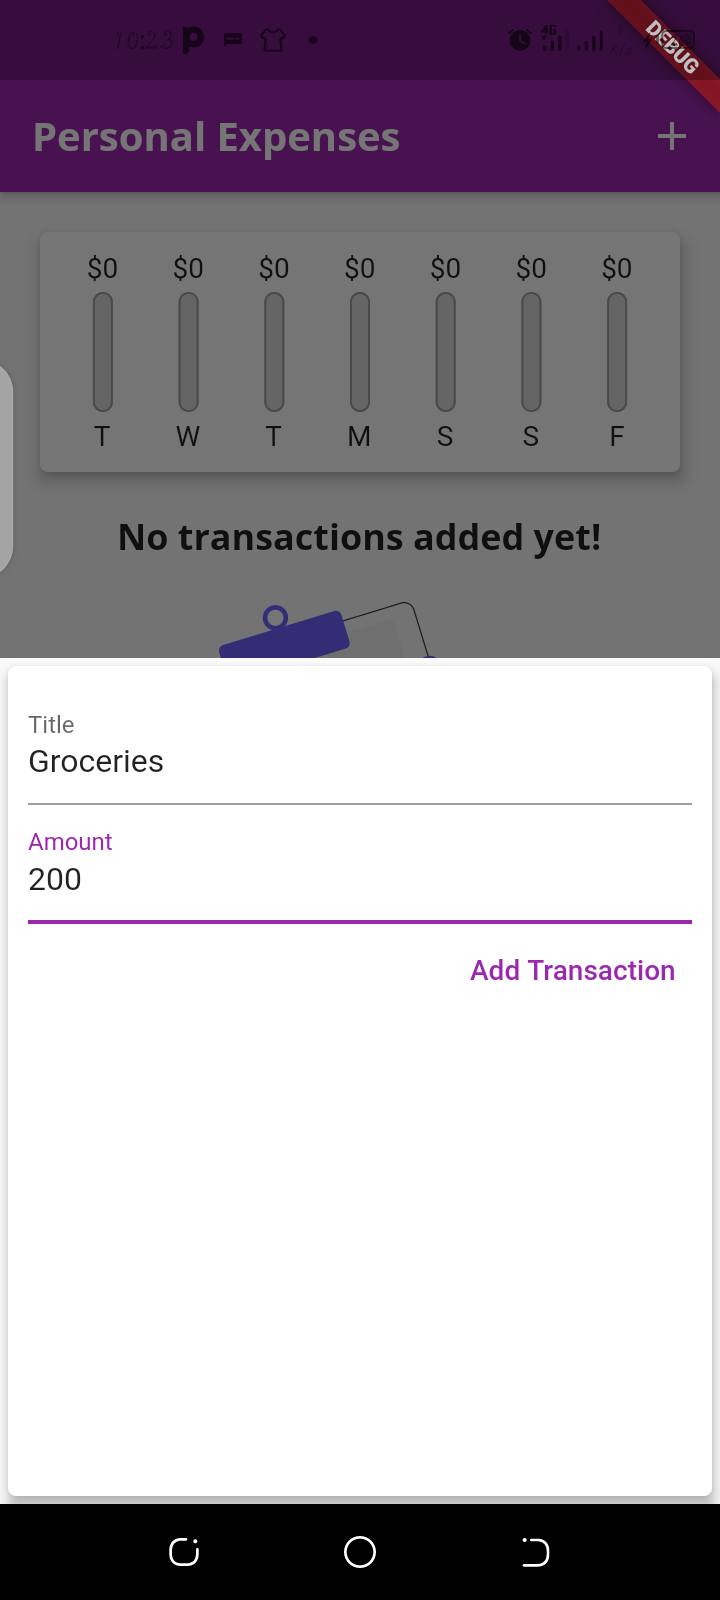 10:23
4G
DEBUG
Personal Expenses
$0 $0 $0 $0 $0 $0 $0
T W T M S S F
No transactions added yet!
Title
Groceries
Amount
200
Add Transaction